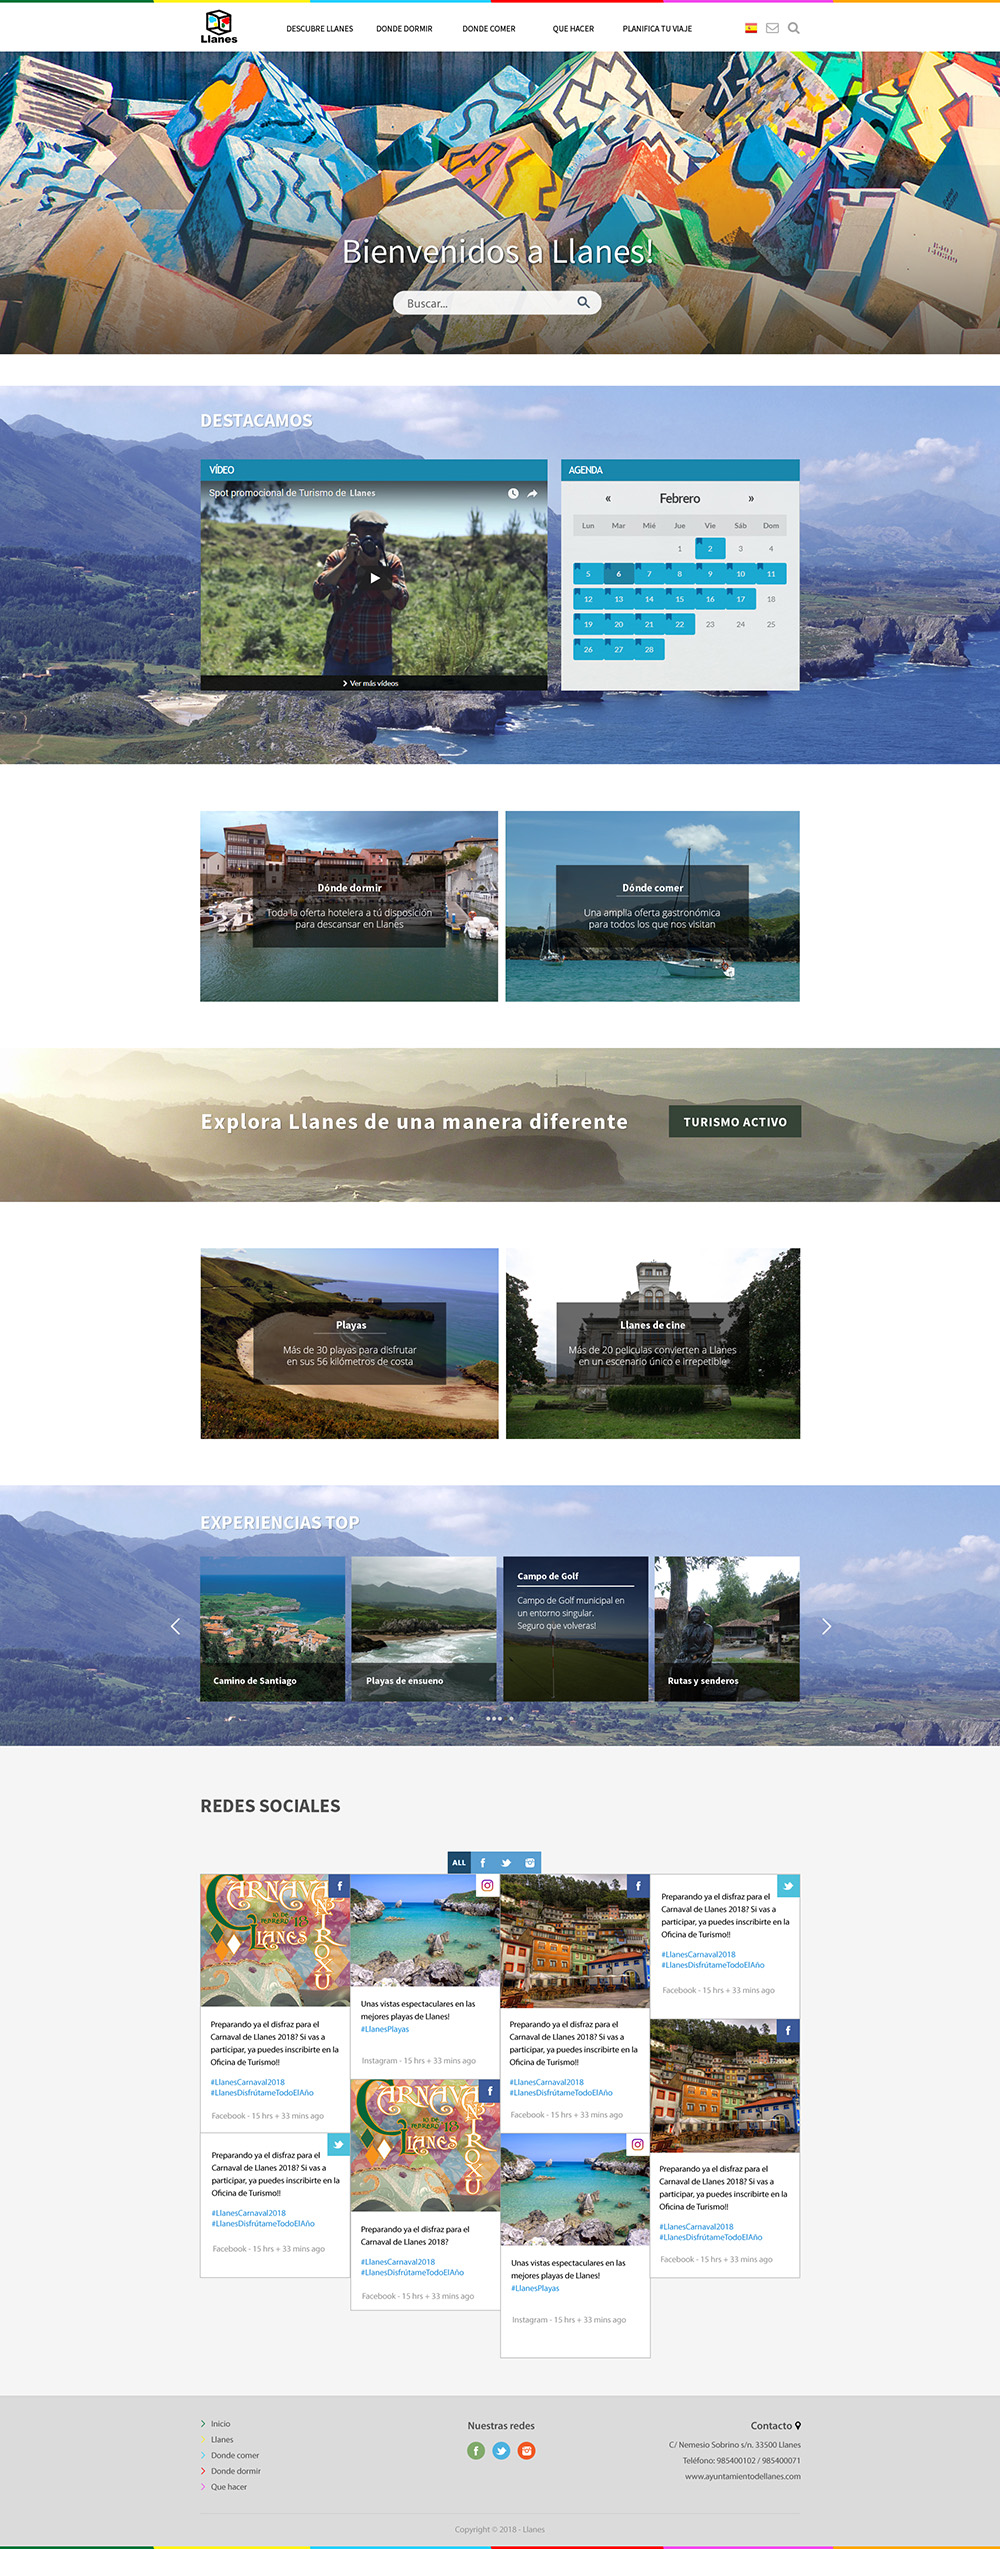 Llanes
DESCUBRE LLANES
DONDE DORMIR
DONDE COMER
QUE HACER
PLANIFICA TU VIAJE
Bienvenidos a Llanes!
Buscar...
DESTACAMOS
VÍDEO
Spot promocional de Turismo de Llanes
Ver más vídeos
AGENDA
« Febrero »
Lun Mar Mié Jue Vie Sáb Dom
1 2 3 4
5 6 7 8 9 10 11
12 13 14 15 16 17 18
19 20 21 22 23 24 25
26 27 28
Dónde dormir
Toda la oferta hotelera a tú disposición
para descansar en Llanes
Dónde comer
Una amplia oferta gastronómica
para todos los que nos visitan
Explora Llanes de una manera diferente
TURISMO ACTIVO
Playas
Más de 30 playas para disfrutar
en sus 56 kilómetros de costa
Llanes de cine
Más de 20 peliculas convierten a Llanes
en un escenario único e irrepetible
EXPERIENCIAS TOP
Camino de Santiago
Playas de ensueno
Campo de Golf
Campo de Golf municipal en
un entorno singular.
Seguro que volveras!
Rutas y senderos
REDES SOCIALES
ALL
Preparando ya el disfraz para el
Carnaval de Llanes 2018? Si vas a
participar, ya puedes inscribirte en la
Oficina de Turismo!!
#LlanesCarnaval2018
#LlanesDisfrútameTodoElAño
Facebook - 15 hrs + 33 mins ago
Preparando ya el disfraz para el
Carnaval de Llanes 2018? Si vas a
participar, ya puedes inscribirte en la
Oficina de Turismo!!
#LlanesCarnaval2018
#LlanesDisfrútameTodoElAño
Facebook - 15 hrs + 33 mins ago
Unas vistas espectaculares en las
mejores playas de Llanes!
#LlanesPlayas
Instagram - 15 hrs + 33 mins ago
Preparando ya el disfraz para el
Carnaval de Llanes 2018?
#LlanesCarnaval2018
#LlanesDisfrútameTodoElAño
Facebook - 15 hrs + 33 mins ago
Preparando ya el disfraz para el
Carnaval de Llanes 2018? Si vas a
participar, ya puedes inscribirte en la
Oficina de Turismo!!
#LlanesCarnaval2018
#LlanesDisfrútameTodoElAño
Facebook - 15 hrs + 33 mins ago
Unas vistas espectaculares en las
mejores playas de Llanes!
#LlanesPlayas
Instagram - 15 hrs + 33 mins ago
Preparando ya el disfraz para el
Carnaval de Llanes 2018? Si vas a
participar, ya puedes inscribirte en la
Oficina de Turismo!!
#LlanesCarnaval2018
#LlanesDisfrútameTodoElAño
Facebook - 15 hrs + 33 mins ago
Preparando ya el disfraz para el
Carnaval de Llanes 2018? Si vas a
participar, ya puedes inscribirte en la
Oficina de Turismo!!
#LlanesCarnaval2018
#LlanesDisfrútameTodoElAño
Facebook - 15 hrs + 33 mins ago
Inicio
Llanes
Donde comer
Donde dormir
Que hacer
Nuestras redes
Contacto
C/ Nemesio Sobrino s/n. 33500 Llanes
Teléfono: 985400102 / 985400071
www.ayuntamientodellanes.com
Copyright © 2018 - Llanes